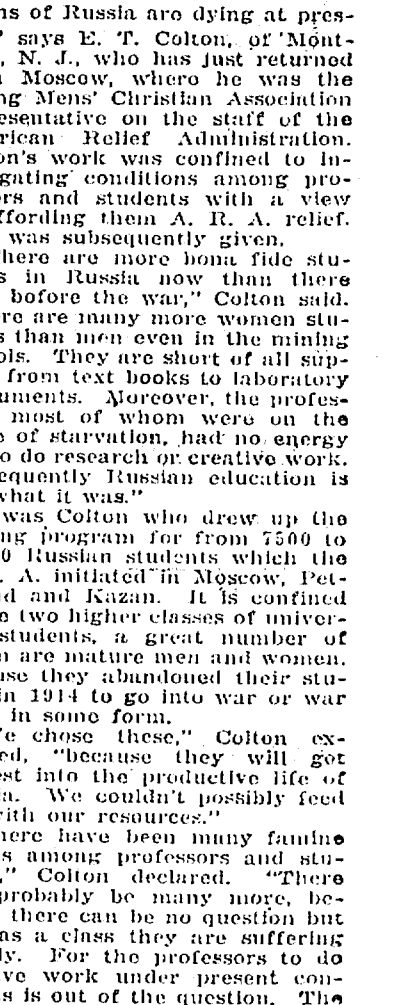 ns of Russia are dying at pres-
" says E. T. Colton, of Mont-
, N. J., who has just returned
Moscow, where he was the
ng Mens' Christian Association
esentative on the staff of the
rican Relief Administration.
on's work was confined to in-
gating conditions among pro-
rs and students with a view
ffording them A. R. A. relief.
was subsequently given.
here are more bona fide stu-
s in Russia now than there
before the war," Colton said.
re are many more women stu-
s than men even in the mining
ols. They are short of all sup-
from text books to laboratory
uments. Moreover, the profes-
most of whom were on the
e of starvation, had no energy
o do research or creative work.
equently Russian education is
what it was."
was Colton who drew up the
ng program for from 7500 to
0 Russian students which the
. A. initiated in Moscow, Pet-
d and Kazan. It is confined
e two higher classes of univer-
students, a great number of
m are mature men and women.
use they abandoned their stu-
in 1914 to go into war or war
in some form.
e chose these," Colton ex-
ed, "because they will get
est into the productive life of
ia. We couldn't possibly feed
with our resources."
here have been many famine
s among professors and stu-
," Colton declared. "There
probably be many more, be-
there can be no question but
as a class they are suffering
ly. For the professors to do
ve work under present con-
s is out of the question. The